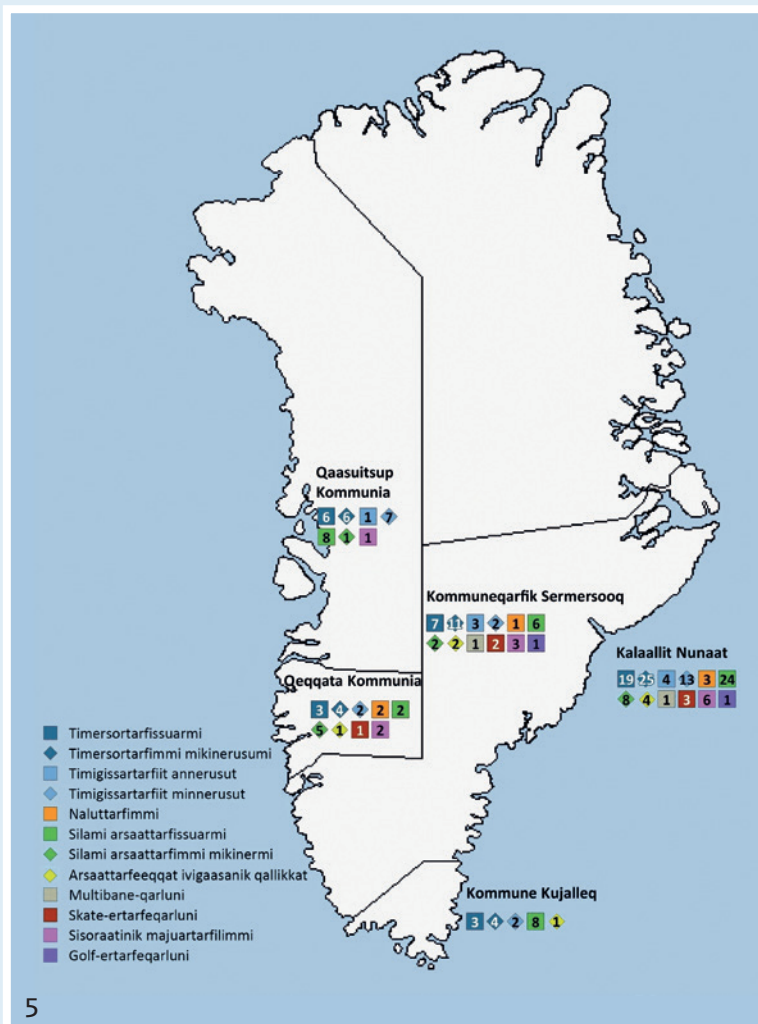 Qaasuitsup
Kommunia
6 6 1 7
8 1 1
Kommuneqarfik Sermersooq
7 11 3 2 1 6
2 2 1 2 3 1
Kalaallit Nunaat
19 25 4 13 3 24
8 4 1 3 6 1
Qeqqata Kommunia
3 4 2 2 2
5 1 1 2
Timersortarfissuarmi
Timersortarfimmi mikinerusumi
Timigissartarfiit annerusut
Timigissartarfiit minnerusut
Naluttarfimmi
Silami arsaattarfissuarmi
Silami arsaattarfimmi mikinermi
Arsaattarfeeqqat ivigaasanik qallikkat
Multibane-qarluni
Skate-ertarfeqarluni
Sisoraatinik majuartarfilimmi
Golf-ertarfeqarluni
Kommune Kujalleq
3 4 2 8 1
5